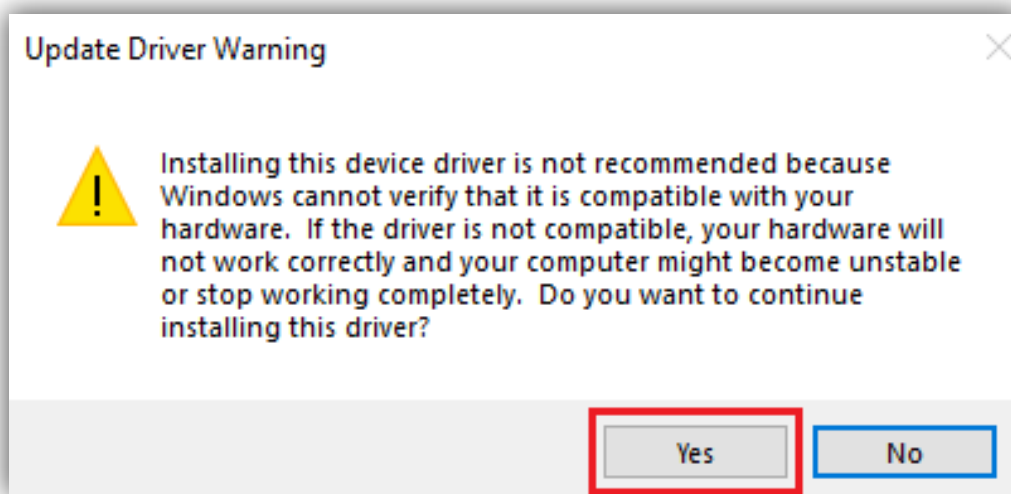 Update Driver Warning
Installing this device driver is not recommended because
Windows cannot verify that it is compatible with your
hardware.  If the driver is not compatible, your hardware will
not work correctly and your computer might become unstable
or stop working completely.  Do you want to continue
installing this driver?
Yes
No